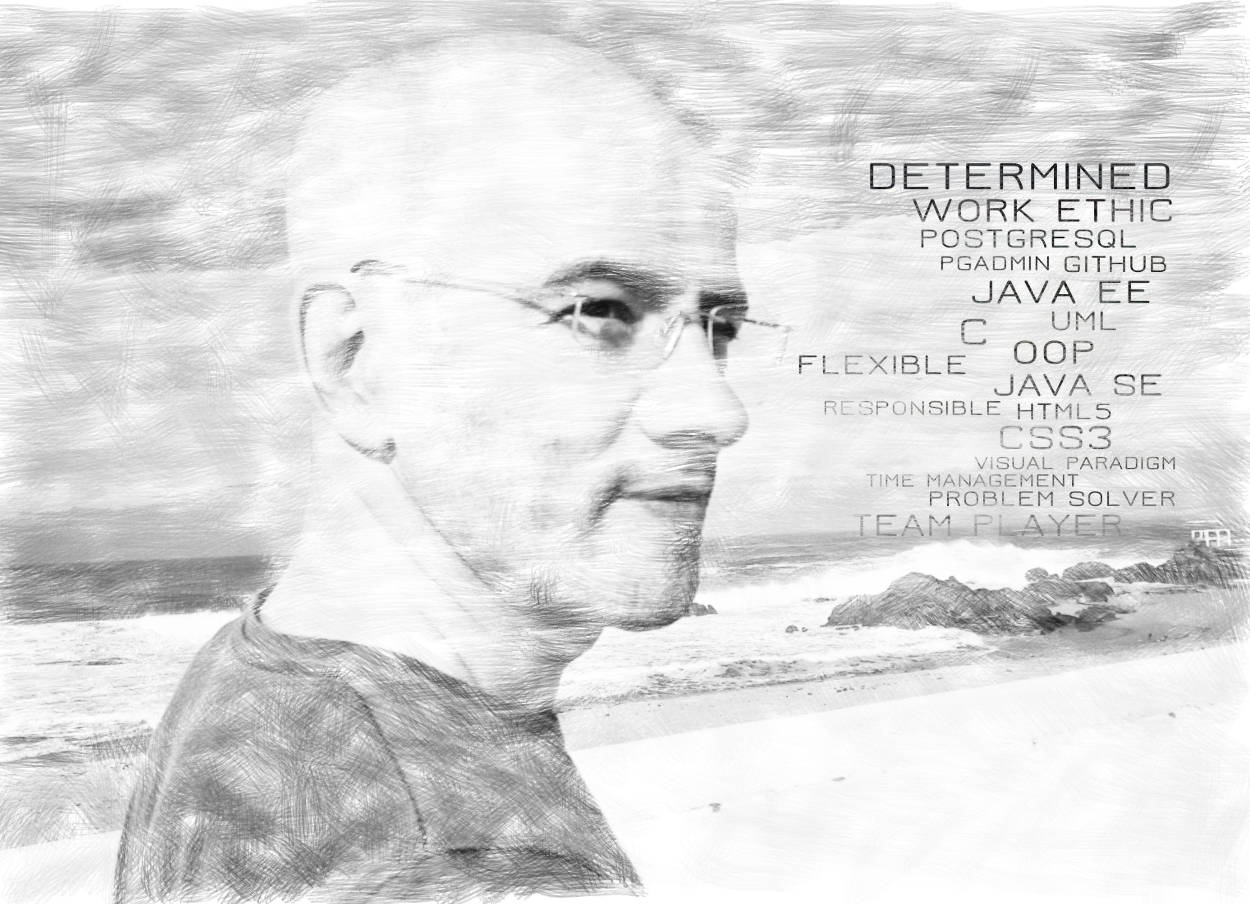 DETERMINED
WORK ETHIC
POSTGRESQL
PGADMIN GITHUB
JAVA EE
UML
C
OOP
FLEXIBLE
JAVA SE
RESPONSIBLE HTML5
CSS3
VISUAL PARADIGM
TIME MANAGEMENT
PROBLEM SOLVER
TEAM PLAYER